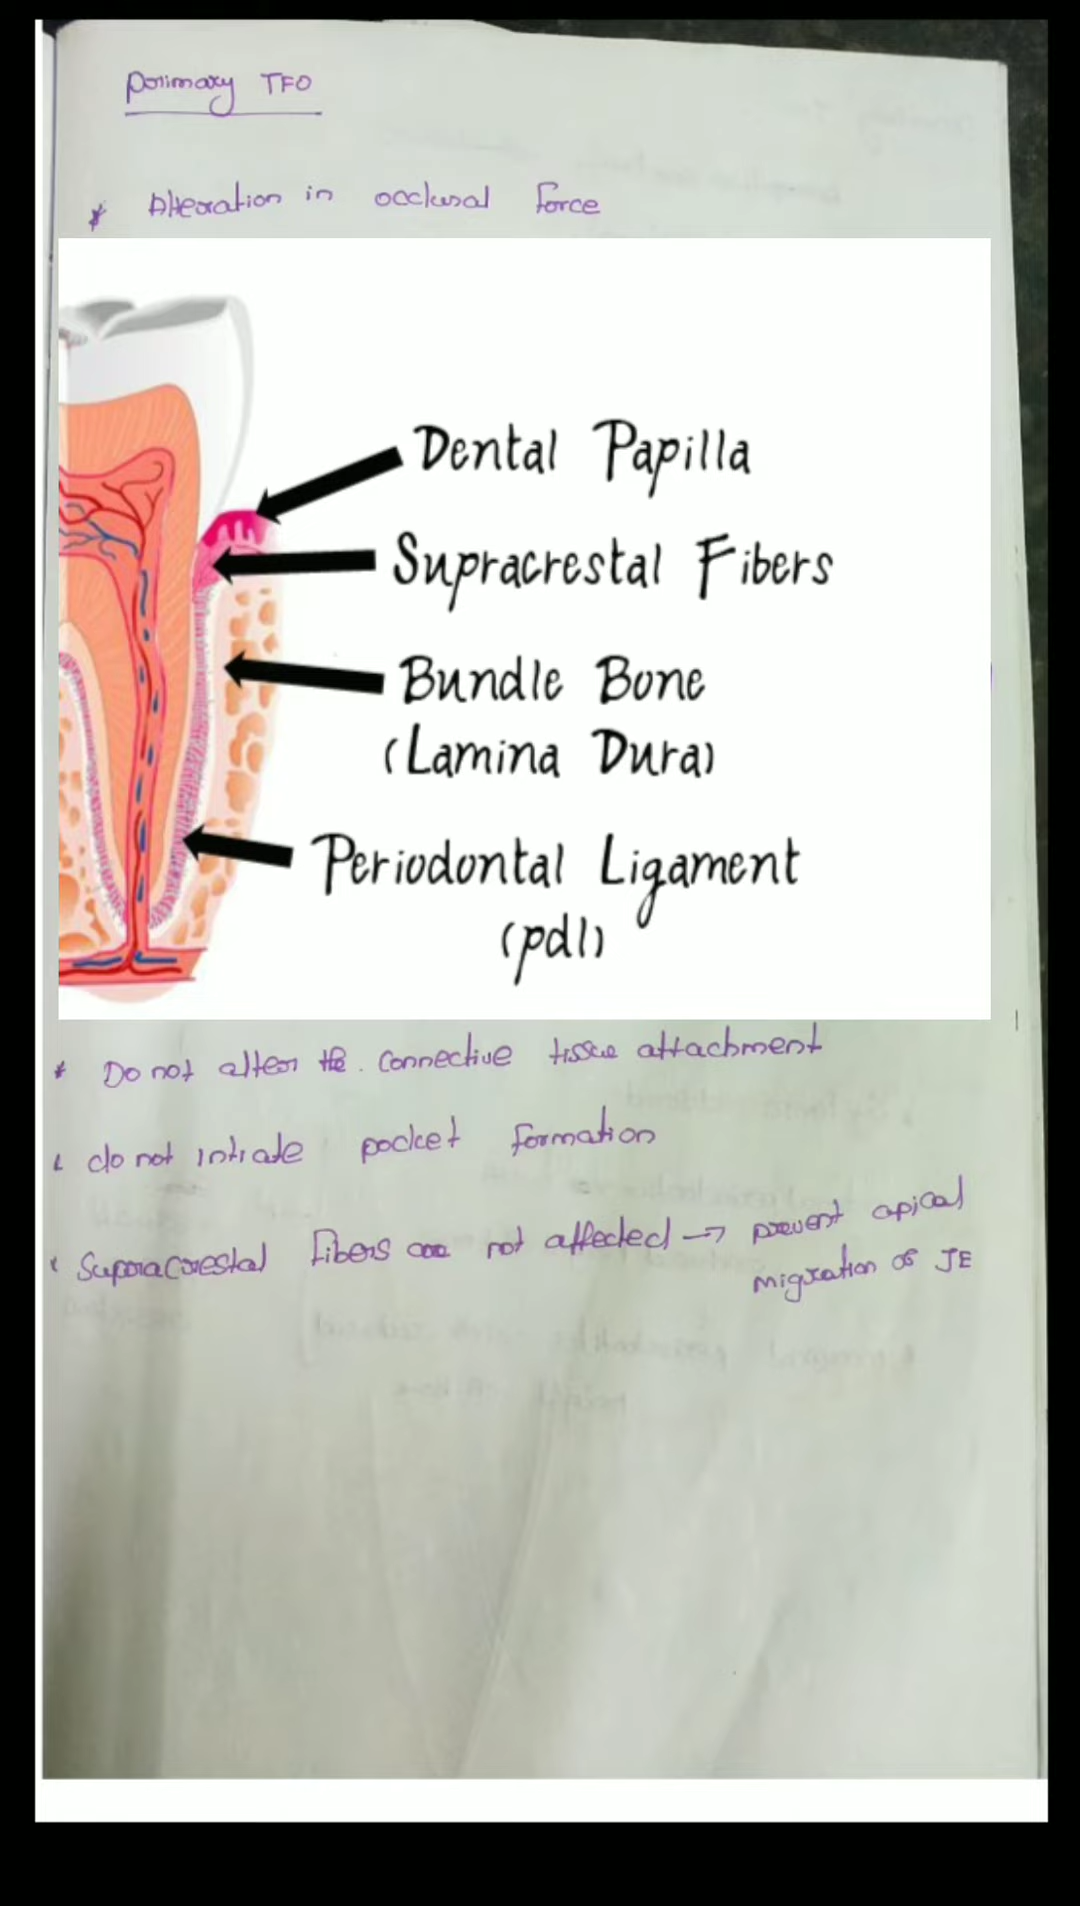 Primary TFO
* Alteration in occlusal force
Dental Papilla
Supracrestal Fibers
Bundle Bone
(Lamina Dura)
Periodontal Ligament
(pdl)
* Do not alter the connective tissue attachment
* do not intiate pocket formation
* Supracrestal fibers are not affected → prevent apical
migration of JE